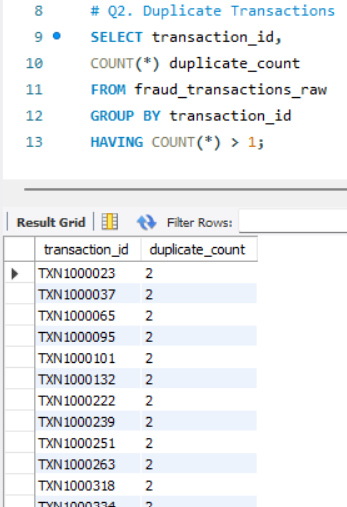 8 # Q2. Duplicate Transactions
9 SELECT transaction_id,
10 COUNT(*) duplicate_count
11 FROM fraud_transactions_raw
12 GROUP BY transaction_id
13 HAVING COUNT(*) > 1;
Result Grid Filter Rows:
transaction_id duplicate_count
TXN1000023 2
TXN1000037 2
TXN1000065 2
TXN1000095 2
TXN1000101 2
TXN1000132 2
TXN1000222 2
TXN1000239 2
TXN1000251 2
TXN1000263 2
TXN1000318 2
TXN1000334 2